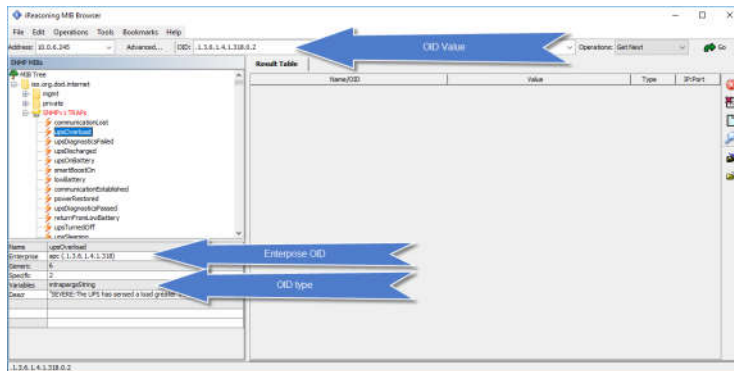 iReasoning MIB Browser
File Edit Operations Tools Bookmarks Help
Address: 10.0.6.245 Advanced... OID: .1.3.6.1.4.1.318.0.2 OID Value Operations: Get Next Go
SNMP MIBs Result Table
MIB Tree Name/OID Value Type IP:Port
iso.org.dod.internet
mgmt
private
SNMPv1 TRAPs
communicationLost
upsOverload
upsDiagnosticsFailed
upsDischarged
upsOnBattery
smartBoostOn
lowBattery
communicationEstablished
powerRestored
upsDiagnosticsPassed
returnFromLowBattery
upsTurnedOff
upsSleeping
Name upsOverload
Enterprise apc (.1.3.6.1.4.1.318) Enterprise OID
Generic 6
Specific 2
Variables mtrapargsString OID type
Descr "SEVERE: The UPS has sensed a load greater
.1.3.6.1.4.1.318.0.2